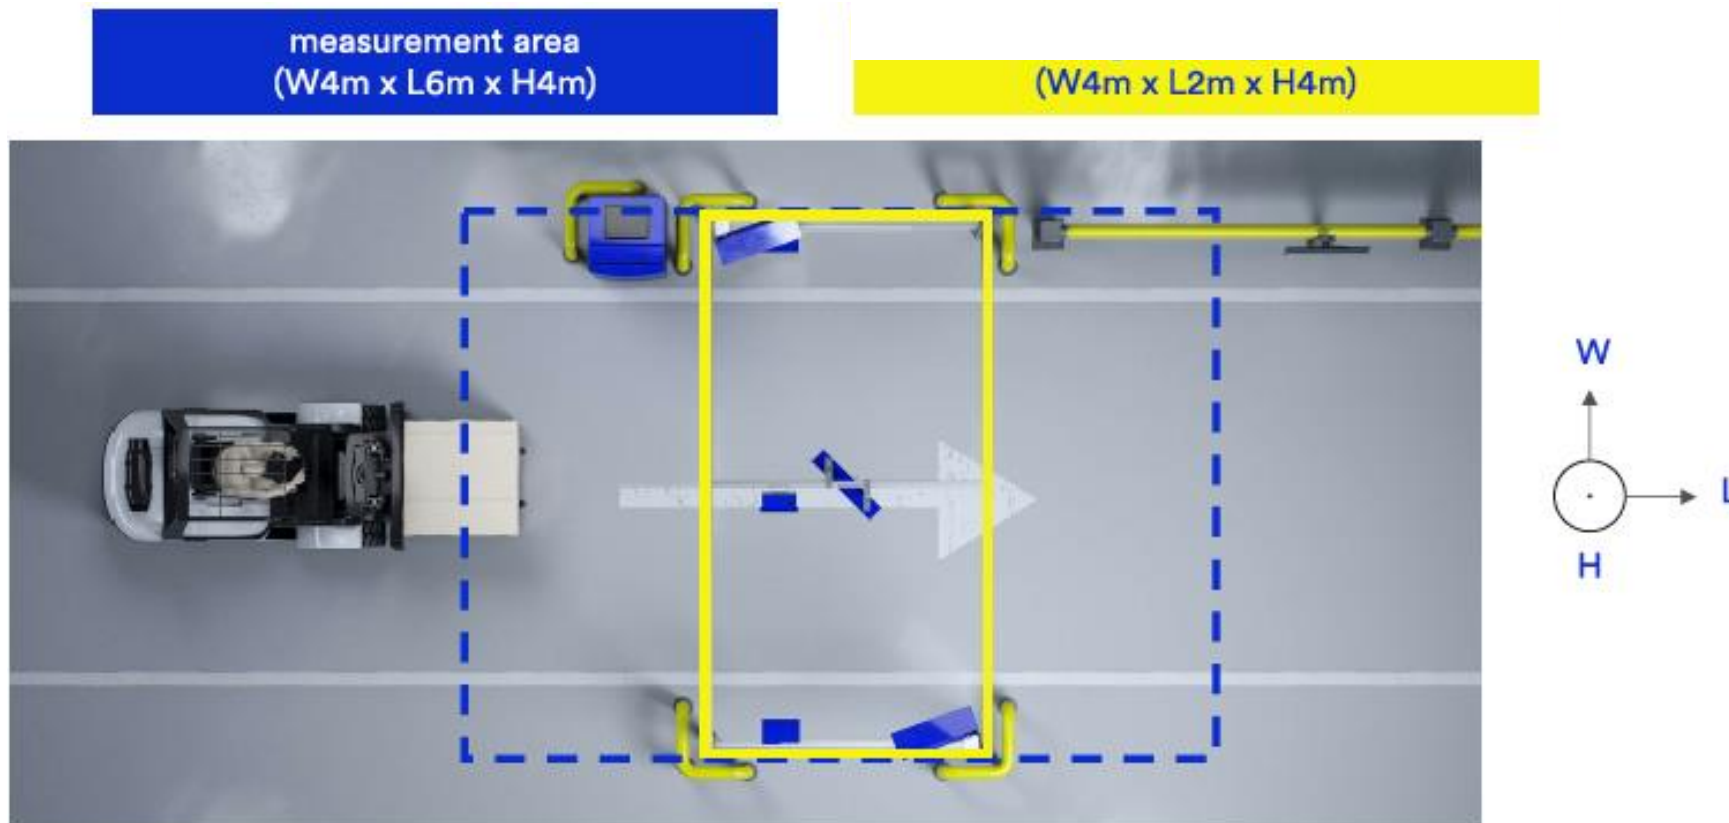 measurement area
(W4m x L6m x H4m)
(W4m x L2m x H4m)
W
L
H